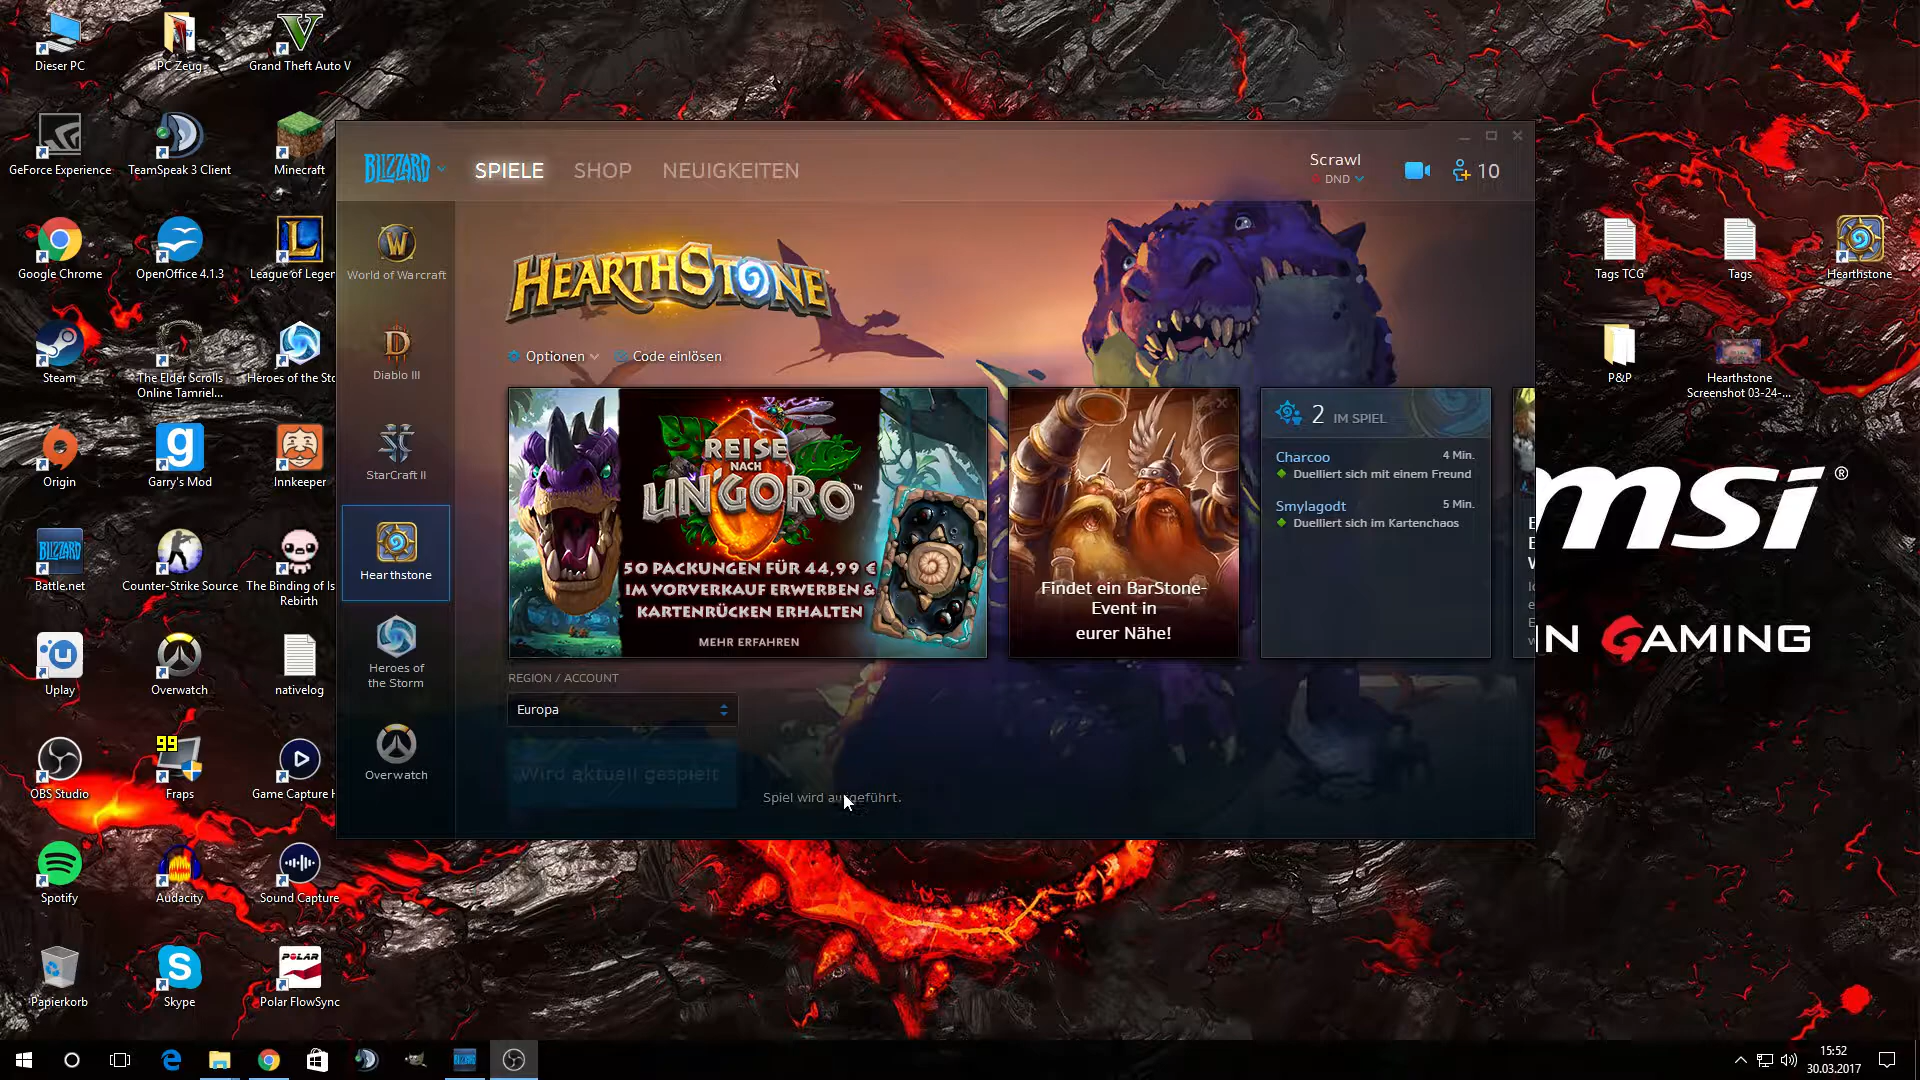 Dieser PC
PC Zeug
Grand Theft Auto V
GeForce Experience
TeamSpeak 3 Client
Minecraft
Google Chrome
OpenOffice 4.1.3
League of Legen
Steam
The Elder Scrolls
Online Tamriel...
Heroes of the Sto
Origin
Garry's Mod
Innkeeper
BLIZZARD
Battle.net
Counter-Strike Source
The Binding of Is
Rebirth
Uplay
Overwatch
nativelog
OBS Studio
99
Fraps
Game Capture H
Spotify
Audacity
Sound Capture
Papierkorb
Skype
POLAR
Polar FlowSync
BLIZZARD
SPIELE
SHOP
NEUIGKEITEN
Scrawl
DND
10
World of Warcraft
Diablo III
StarCraft II
Hearthstone
Heroes of
the Storm
Overwatch
HEARTHSTONE
Optionen
Code einlösen
REISE
NACH
UN'GORO™
50 PACKUNGEN FÜR 44,99 €
IM VORVERKAUF ERWERBEN &
KARTENRÜCKEN ERHALTEN
MEHR ERFAHREN
Findet ein BarStone-
Event in
eurer Nähe!
2 IM SPIEL
Charcoo
4 Min.
Duelliert sich mit einem Freund
Smylagodt
5 Min.
Duelliert sich im Kartenchaos
REGION / ACCOUNT
Europa
Wird aktuell gespielt
Spiel wird ausgeführt.
Tags TCG
Tags
Hearthstone
P&P
Hearthstone
Screenshot 03-24-...
msi®
IN GAMING
BLIZZARD
15:52
30.03.2017